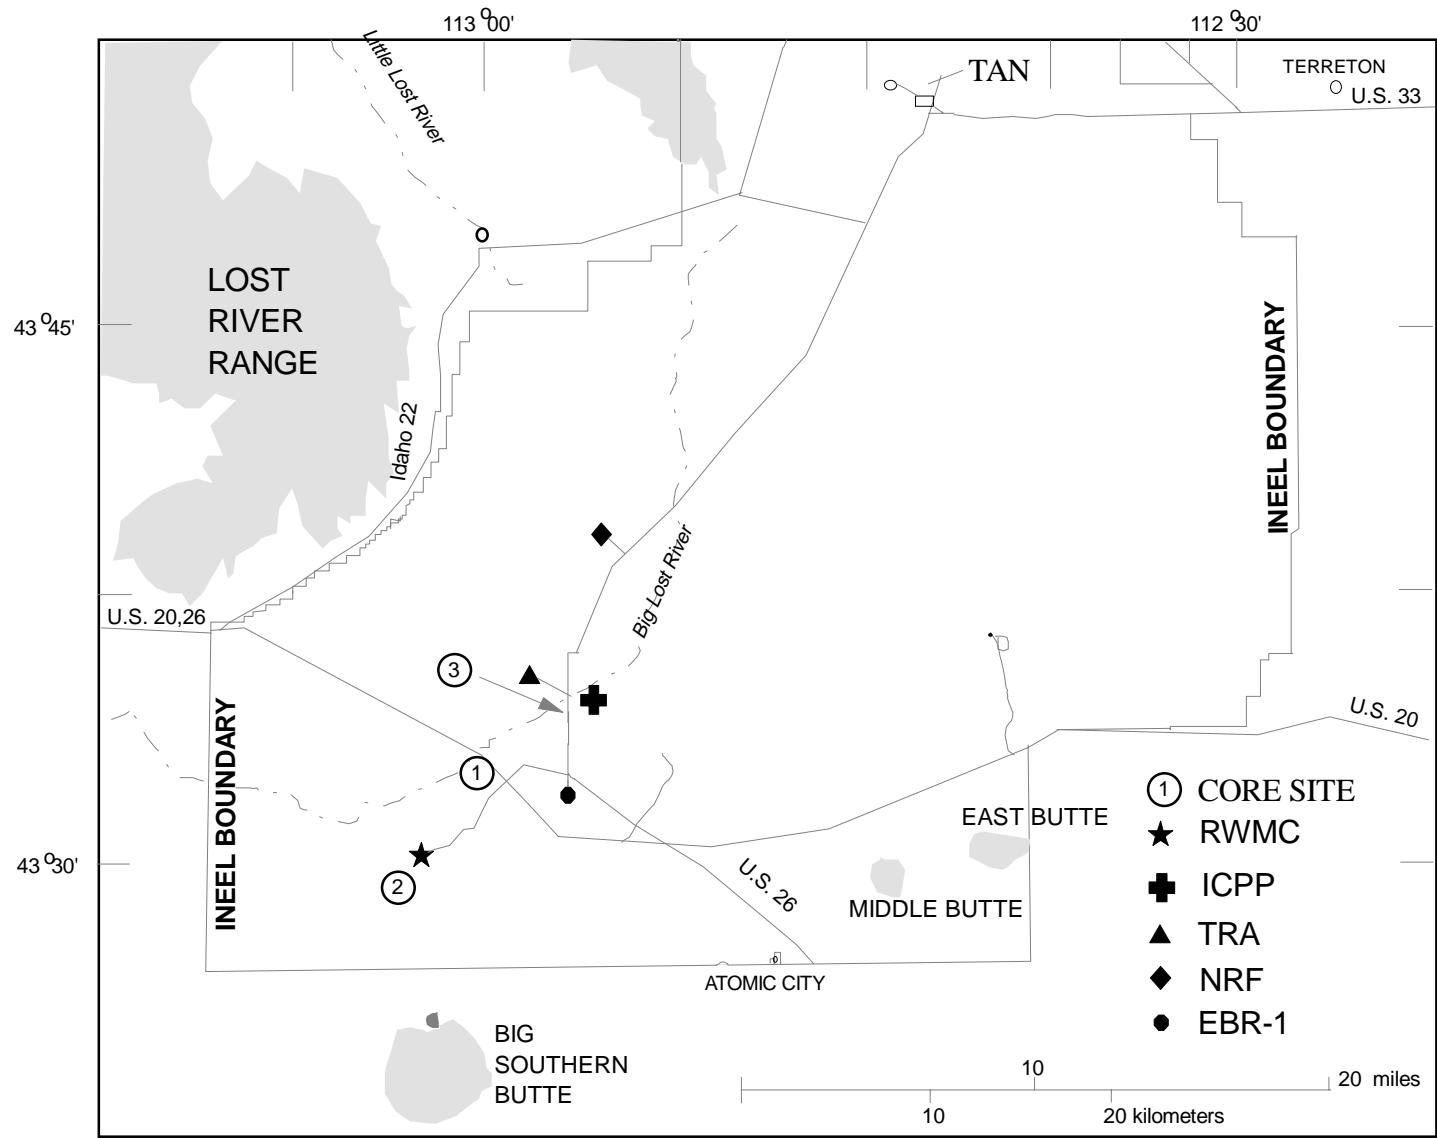 113 00'
112 30'
Little Lost River
TAN
TERRETON
U.S. 33
LOST
RIVER
RANGE
43 45'
INEEL BOUNDARY
Idaho 22
Big Lost River
U.S. 20,26
3
INEEL BOUNDARY
U.S. 20
1
1 CORE SITE
EAST BUTTE
RWMC
43 30'
U.S. 26
2
ICPP
MIDDLE BUTTE
TRA
ATOMIC CITY
NRF
BIG
SOUTHERN
BUTTE
EBR-1
10
20 miles
10
20 kilometers